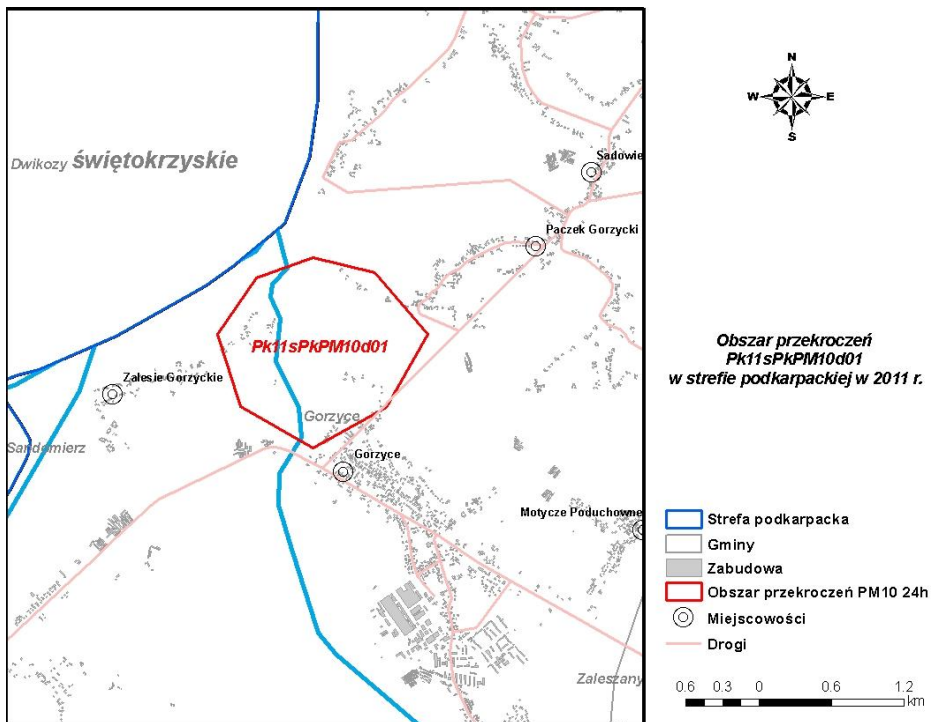 N
W E
S
Dwikozy świętokrzyskie
Sadowie
Paczek Gorzycki
Pk11sPkPM10d01
Zalesie Gorzyckie
Gorzyce
Sandomierz
Gorzyce
Motycze Poduchowne
Zaleszany
Obszar przekroczeń
Pk11sPkPM10d01
w strefie podkarpackiej w 2011 r.
Strefa podkarpacka
Gminy
Zabudowa
Obszar przekroczeń PM10 24h
Miejscowości
Drogi
0.6 0.3 0 0.6 1.2
km